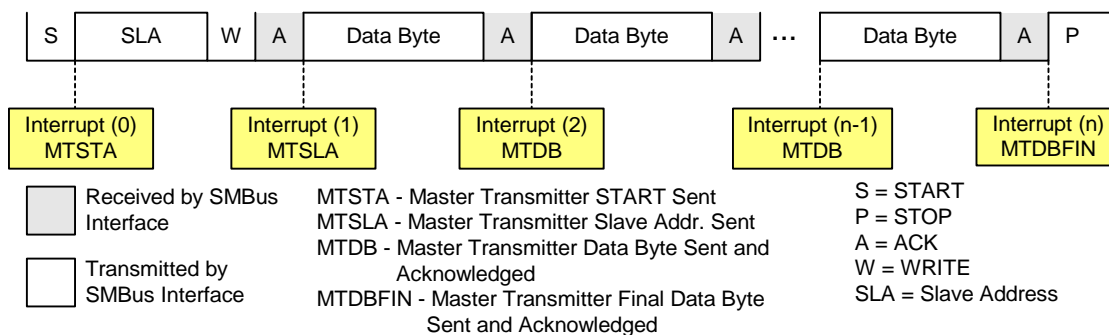 S SLA W A Data Byte A Data Byte A ... Data Byte A P
Interrupt (0)
MTSTA
Interrupt (1)
MTSLA
Interrupt (2)
MTDB
Interrupt (n-1)
MTDB
Interrupt (n)
MTDBFIN
Received by SMBus
Interface
Transmitted by
SMBus Interface
MTSTA - Master Transmitter START Sent
MTSLA - Master Transmitter Slave Addr. Sent
MTDB - Master Transmitter Data Byte Sent and
Acknowledged
MTDBFIN - Master Transmitter Final Data Byte
Sent and Acknowledged
S = START
P = STOP
A = ACK
W = WRITE
SLA = Slave Address